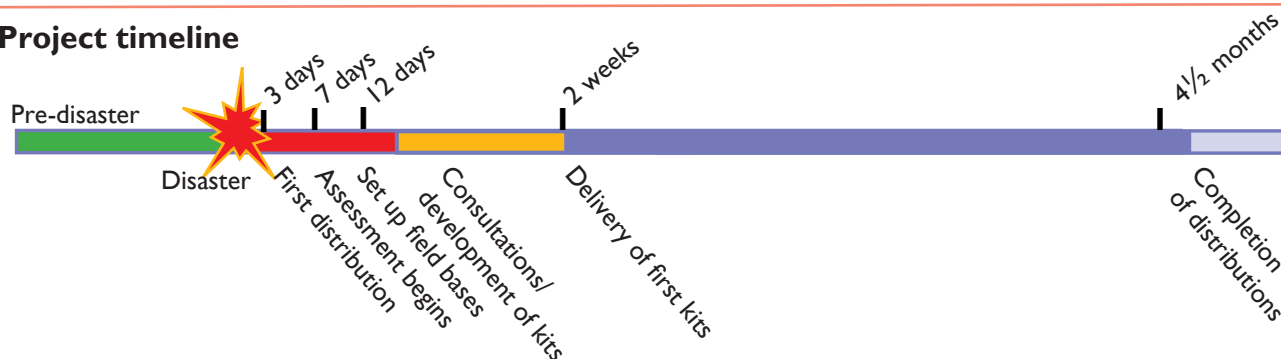 Project timeline
3 days
7 days
12 days
2 weeks
4½ months
Pre-disaster
Disaster
First distribution
Assessment begins
Set up field bases
Consultations/
development of kits
Delivery of first kits
Completion
of distributions